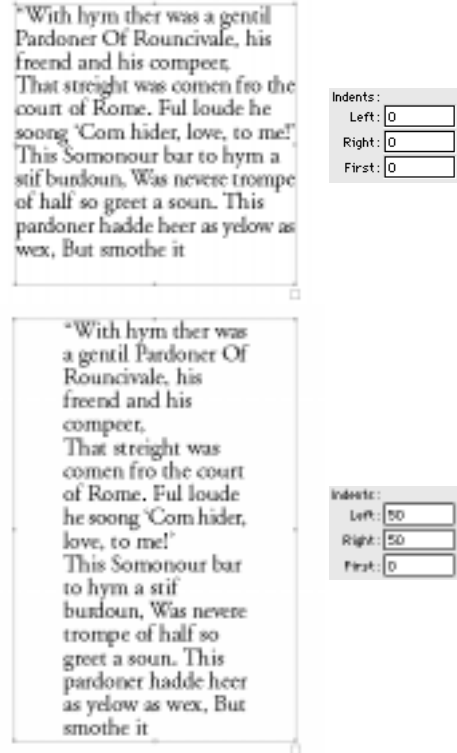 “With hym ther was a gentil
Pardoner Of Rouncivale, his
freend and his compeer,
That streight was comen fro the
court of Rome. Ful loude he
soong ‘Com hider, love, to me!’
This Somonour bar to hym a
stif burdoun, Was nevere trompe
of half so greet a soun. This
pardoner hadde heer as yelow as
wex, But smothe it
Indents:
Left: 0
Right: 0
First: 0
“With hym ther was
a gentil Pardoner Of
Rouncivale, his
freend and his
compeer,
That streight was
comen fro the court
of Rome. Ful loude
he soong ‘Com hider,
love, to me!’
This Somonour bar
to hym a stif
burdoun, Was nevere
trompe of half so
greet a soun. This
pardoner hadde heer
as yelow as wex, But
smothe it
Indents:
Left: 50
Right: 50
First: 0